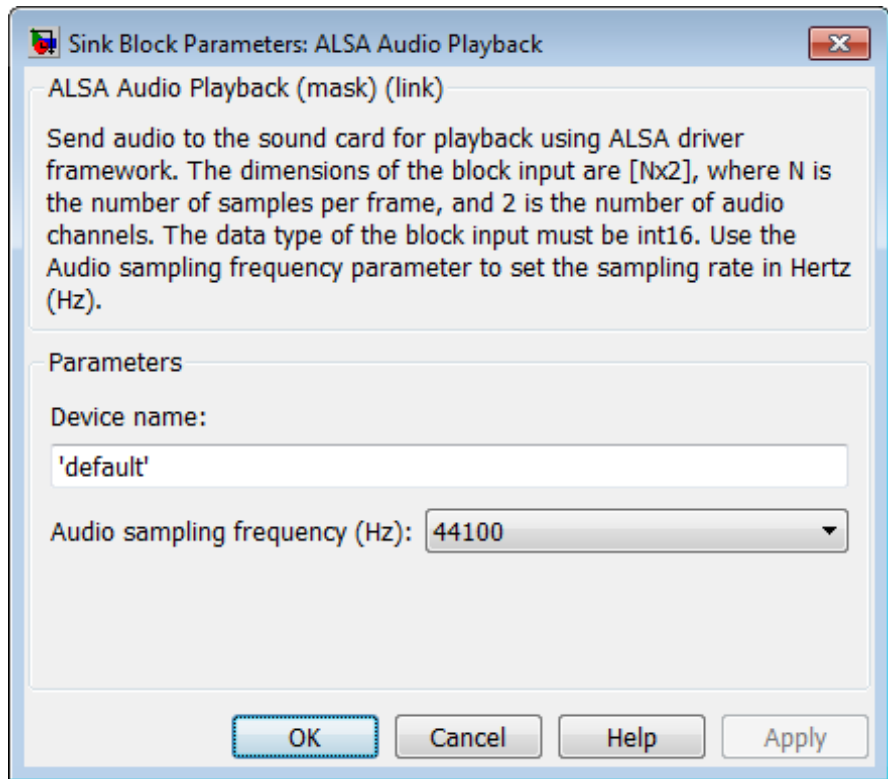 Sink Block Parameters: ALSA Audio Playback
ALSA Audio Playback (mask) (link)
Send audio to the sound card for playback using ALSA driver
framework. The dimensions of the block input are [Nx2], where N is
the number of samples per frame, and 2 is the number of audio
channels. The data type of the block input must be int16. Use the
Audio sampling frequency parameter to set the sampling rate in Hertz
(Hz).
Parameters
Device name:
'default'
Audio sampling frequency (Hz): 44100
OK Cancel Help Apply